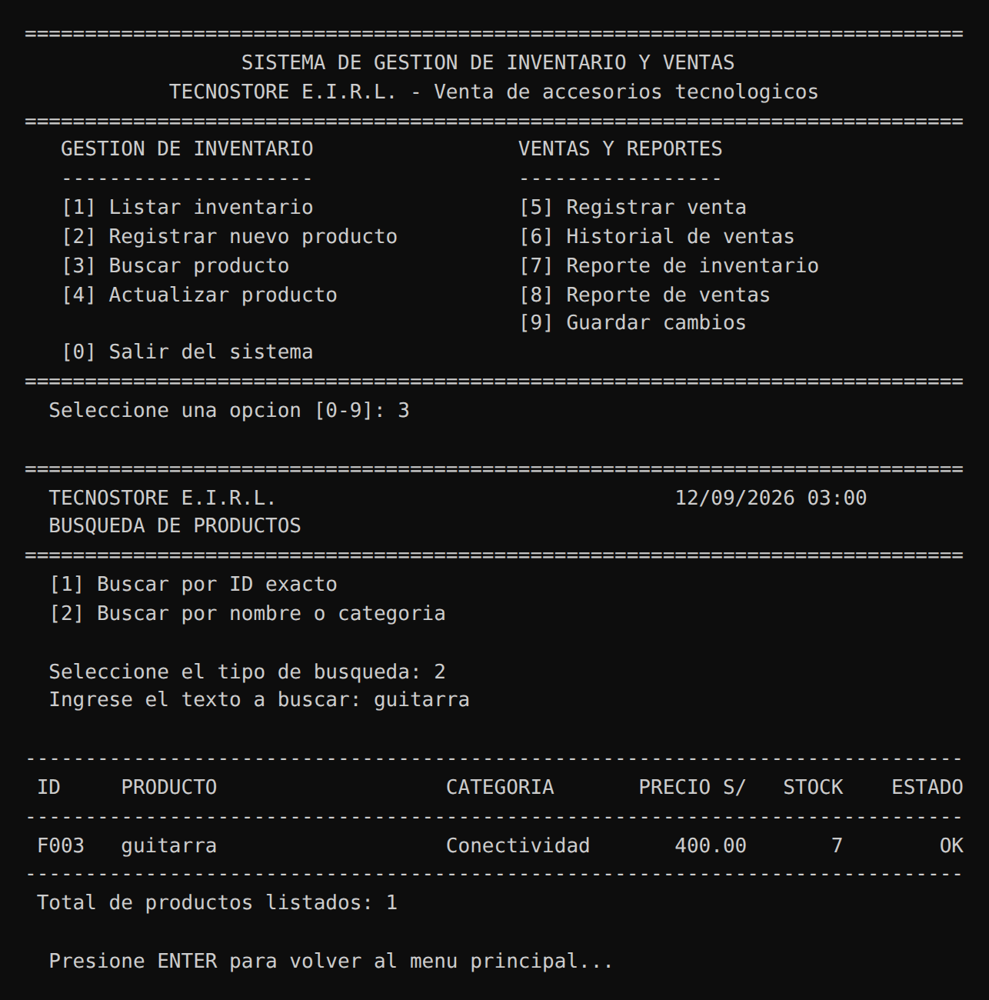 ==============================================================================
SISTEMA DE GESTION DE INVENTARIO Y VENTAS
TECNOSTORE E.I.R.L. - Venta de accesorios tecnologicos
==============================================================================
GESTION DE INVENTARIO                 VENTAS Y REPORTES
---------------------                 -----------------
[1] Listar inventario                 [5] Registrar venta
[2] Registrar nuevo producto          [6] Historial de ventas
[3] Buscar producto                   [7] Reporte de inventario
[4] Actualizar producto               [8] Reporte de ventas
[9] Guardar cambios
[0] Salir del sistema
==============================================================================
Seleccione una opcion [0-9]: 3
==============================================================================
TECNOSTORE E.I.R.L.                                 12/09/2026 03:00
BUSQUEDA DE PRODUCTOS
==============================================================================
[1] Buscar por ID exacto
[2] Buscar por nombre o categoria
Seleccione el tipo de busqueda: 2
Ingrese el texto a buscar: guitarra
------------------------------------------------------------------------------
ID     PRODUCTO                   CATEGORIA       PRECIO S/   STOCK    ESTADO
------------------------------------------------------------------------------
F003   guitarra                   Conectividad       400.00       7        OK
------------------------------------------------------------------------------
Total de productos listados: 1
Presione ENTER para volver al menu principal...